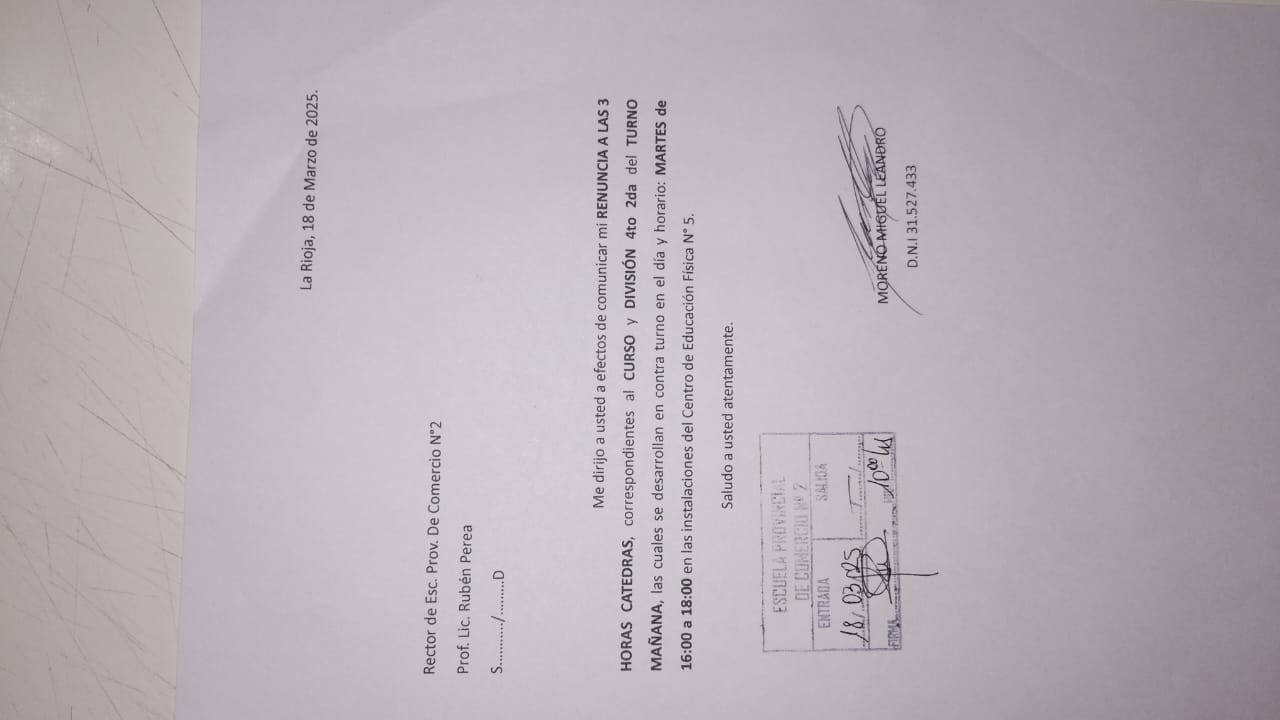 La Rioja, 18 de Marzo de 2025.
Rector de Esc. Prov. De Comercio N°2
Prof. Lic. Rubén Perea
S.........../..........D
Me dirijo a usted a efectos de comunicar mi RENUNCIA A LAS 3
HORAS CATEDRAS, correspondientes al CURSO y DIVISIÓN 4to 2da del TURNO
MAÑANA, las cuales se desarrollan en contra turno en el día y horario: MARTES de
16:00 a 18:00 en las instalaciones del Centro de Educación Física N° 5.
Saludo a usted atentamente.
ESCUELA PROVINCIAL
DE COMERCIO Nº 2
ENTRADA SALIDA
18/03/25
FIRMA 10:00
MORENO MIGUEL LEANDRO
D.N.I 31.527.433